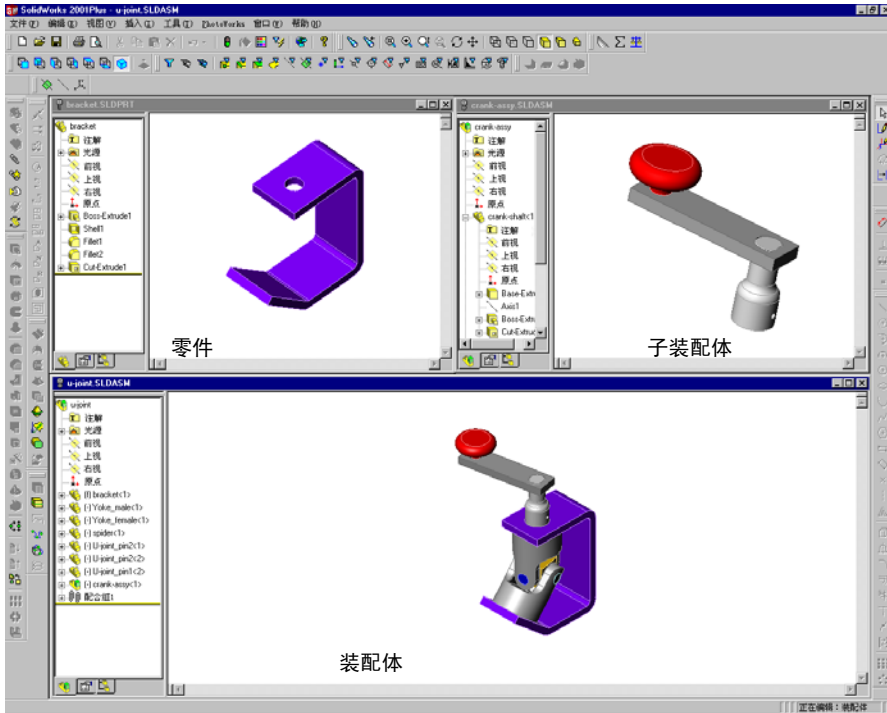 SolidWorks 2001Plus - u-joint.SLDASM
文件(F) 编辑(E) 视图(V) 插入(I) 工具(T) PhotoWorks 窗口(W) 帮助(H)
bracket.SLDPRT
bracket
注解
光源
前视
上视
右视
原点
Boss-Extrude1
Shell1
Fillet1
Fillet2
Cut-Extrude1
零件
crank-assy.SLDASM
crank-assy
注解
光源
前视
上视
右视
原点
crank-shaft<1
注解
前视
上视
右视
原点
Base-Extr
Axis1
Boss-Extr
Cut-Extruc
子装配体
u-joint.SLDASM
u-joint
注解
光源
前视
上视
右视
原点
(f) bracket<1>
(-) Yoke_male<1>
(-) Yoke_female<1>
(-) spider<1>
(-) U-joint_pin2<1>
(-) U-joint_pin2<2>
(-) U-joint_pin1<2>
(-) crank-assy<1>
配合组1
装配体
正在编辑：装配体